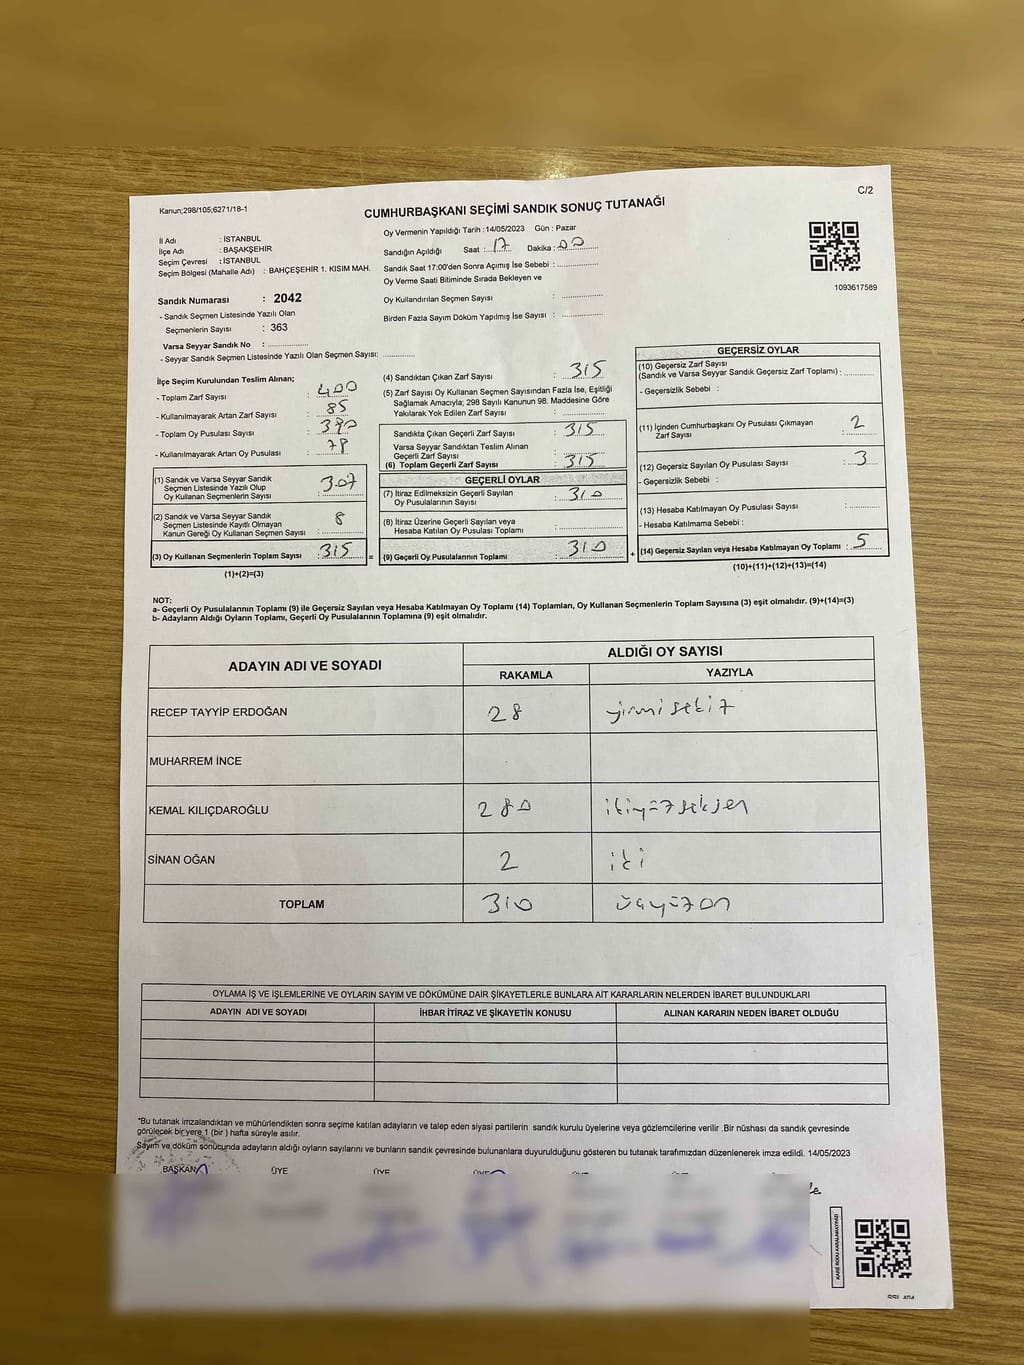 Kanun;298/105;6271/18-1
C/2
CUMHURBAŞKANI SEÇİMİ SANDIK SONUÇ TUTANAĞI
İl Adı : İSTANBUL
İlçe Adı : BAŞAKŞEHİR
Seçim Çevresi : İSTANBUL
Seçim Bölgesi (Mahalle Adı) : BAHÇEŞEHİR 1. KISIM MAH.
Sandık Numarası : 2042
- Sandık Seçmen Listesinde Yazılı Olan
Seçmenlerin Sayısı : 363
Varsa Seyyar Sandık No :
- Seyyar Sandık Seçmen Listesinde Yazılı Olan Seçmen Sayısı:
Oy Vermenin Yapıldığı Tarih :14/05/2023 Gün : Pazar
Sandığın Açıldığı Saat : 17 Dakika : 00
Sandık Saat 17:00'den Sonra Açımış İse Sebebi :
Oy Verme Saati Bitiminde Sırada Bekleyen ve
Oy Kullandırılan Seçmen Sayısı :
Birden Fazla Sayım Döküm Yapılmış İse Sayısı :
1093617589
İlçe Seçim Kurulundan Teslim Alınan;
- Toplam Zarf Sayısı : 400
- Kullanılmayarak Artan Zarf Sayısı : 85
- Toplam Oy Pusulası Sayısı :
- Kullanılmayarak Artan Oy Pusulası : 78
(1) Sandık ve Varsa Seyyar Sandık
Seçmen Listesinde Yazılı Olup
Oy Kullanan Seçmenlerin Sayısı : 307
(2) Sandık ve Varsa Seyyar Sandık
Seçmen Listesinde Kayıtlı Olmayan
Kanun Gereği Oy Kullanan Seçmen Sayısı : 8
(3) Oy Kullanan Seçmenlerin Toplam Sayısı : 315 =
(1)+(2)=(3)
(4) Sandıktan Çıkan Zarf Sayısı : 315
(5) Zarf Sayısı Oy Kullanan Seçmen Sayısından Fazla İse, Eşitliği
Sağlamak Amacıyla; 298 Sayılı Kanunun 98. Maddesine Göre
Yakılarak Yok Edilen Zarf Sayısı :
Sandıkta Çıkan Geçerli Zarf Sayısı : 315
Varsa Seyyar Sandıktan Teslim Alınan
Geçerli Zarf Sayısı :
(6) Toplam Geçerli Zarf Sayısı : 315
GEÇERLİ OYLAR
(7) İtiraz Edilmeksizin Geçerli Sayılan
Oy Pusulalarının Sayısı : 310
(8) İtiraz Üzerine Geçerli Sayılan veya
Hesaba Katılan Oy Pusulası Toplamı :
(9) Geçerli Oy Pusulalarının Toplamı : 310 +
GEÇERSİZ OYLAR
(10) Geçersiz Zarf Sayısı
(Sandık ve Varsa Seyyar Sandık Geçersiz Zarf Toplamı) :
- Geçersizlik Sebebi :
(11) İçinden Cumhurbaşkanı Oy Pusulası Çıkmayan
Zarf Sayısı : 2
(12) Geçersiz Sayılan Oy Pusulası Sayısı : 3
- Geçersizlik Sebebi :
(13) Hesaba Katılmayan Oy Pusulası Sayısı :
- Hesaba Katılmama Sebebi :
(14) Geçersiz Sayılan veya Hesaba Katılmayan Oy Toplamı : 5
(10)+(11)+(12)+(13)=(14)
NOT:
a- Geçerli Oy Pusulalarının Toplamı (9) ile Geçersiz Sayılan veya Hesaba Katılmayan Oy Toplamı (14) Toplamları, Oy Kullanan Seçmenlerin Toplam Sayısına (3) eşit olmalıdır. (9)+(14)=(3)
b- Adayların Aldığı Oyların Toplamı, Geçerli Oy Pusulalarının Toplamına (9) eşit olmalıdır.
ADAYIN ADI VE SOYADI ALDIĞI OY SAYISI
RAKAMLA YAZIYLA
RECEP TAYYİP ERDOĞAN 28 yirmisekiz
MUHARREM İNCE
KEMAL KILIÇDAROĞLU 280 ikiyüzseksen
SİNAN OĞAN 2 iki
TOPLAM 310 üçyüzon
OYLAMA İŞ VE İŞLEMLERİNE VE OYLARIN SAYIM VE DÖKÜMÜNE DAİR ŞİKAYETLERLE BUNLARA AİT KARARLARIN NELERDEN İBARET BULUNDUKLARI
ADAYIN ADI VE SOYADI İHBAR İTİRAZ VE ŞİKAYETİN KONUSU ALINAN KARARIN NEDEN İBARET OLDUĞU
*Bu tutanak imzalandıktan ve mühürlendikten sonra seçime katılan adayların ve talep eden siyasi partilerin sandık kurulu üyelerine veya gözlemcilerine verilir .Bir nüshası da sandık çevresinde
görülecek bir yere 1 (bir ) hafta süreyle asılır.
Sayım ve döküm sonucunda adayların aldığı oyların sayılarını ve bunların sandık çevresinde bulunanlara duyurulduğunu gösteren bu tutanak tarafımızdan düzenlenerek imza edildi. 14/05/2023
BAŞKAN ÜYE ÜYE ÜYE
KARE KODU KARALAMAYINIZ!